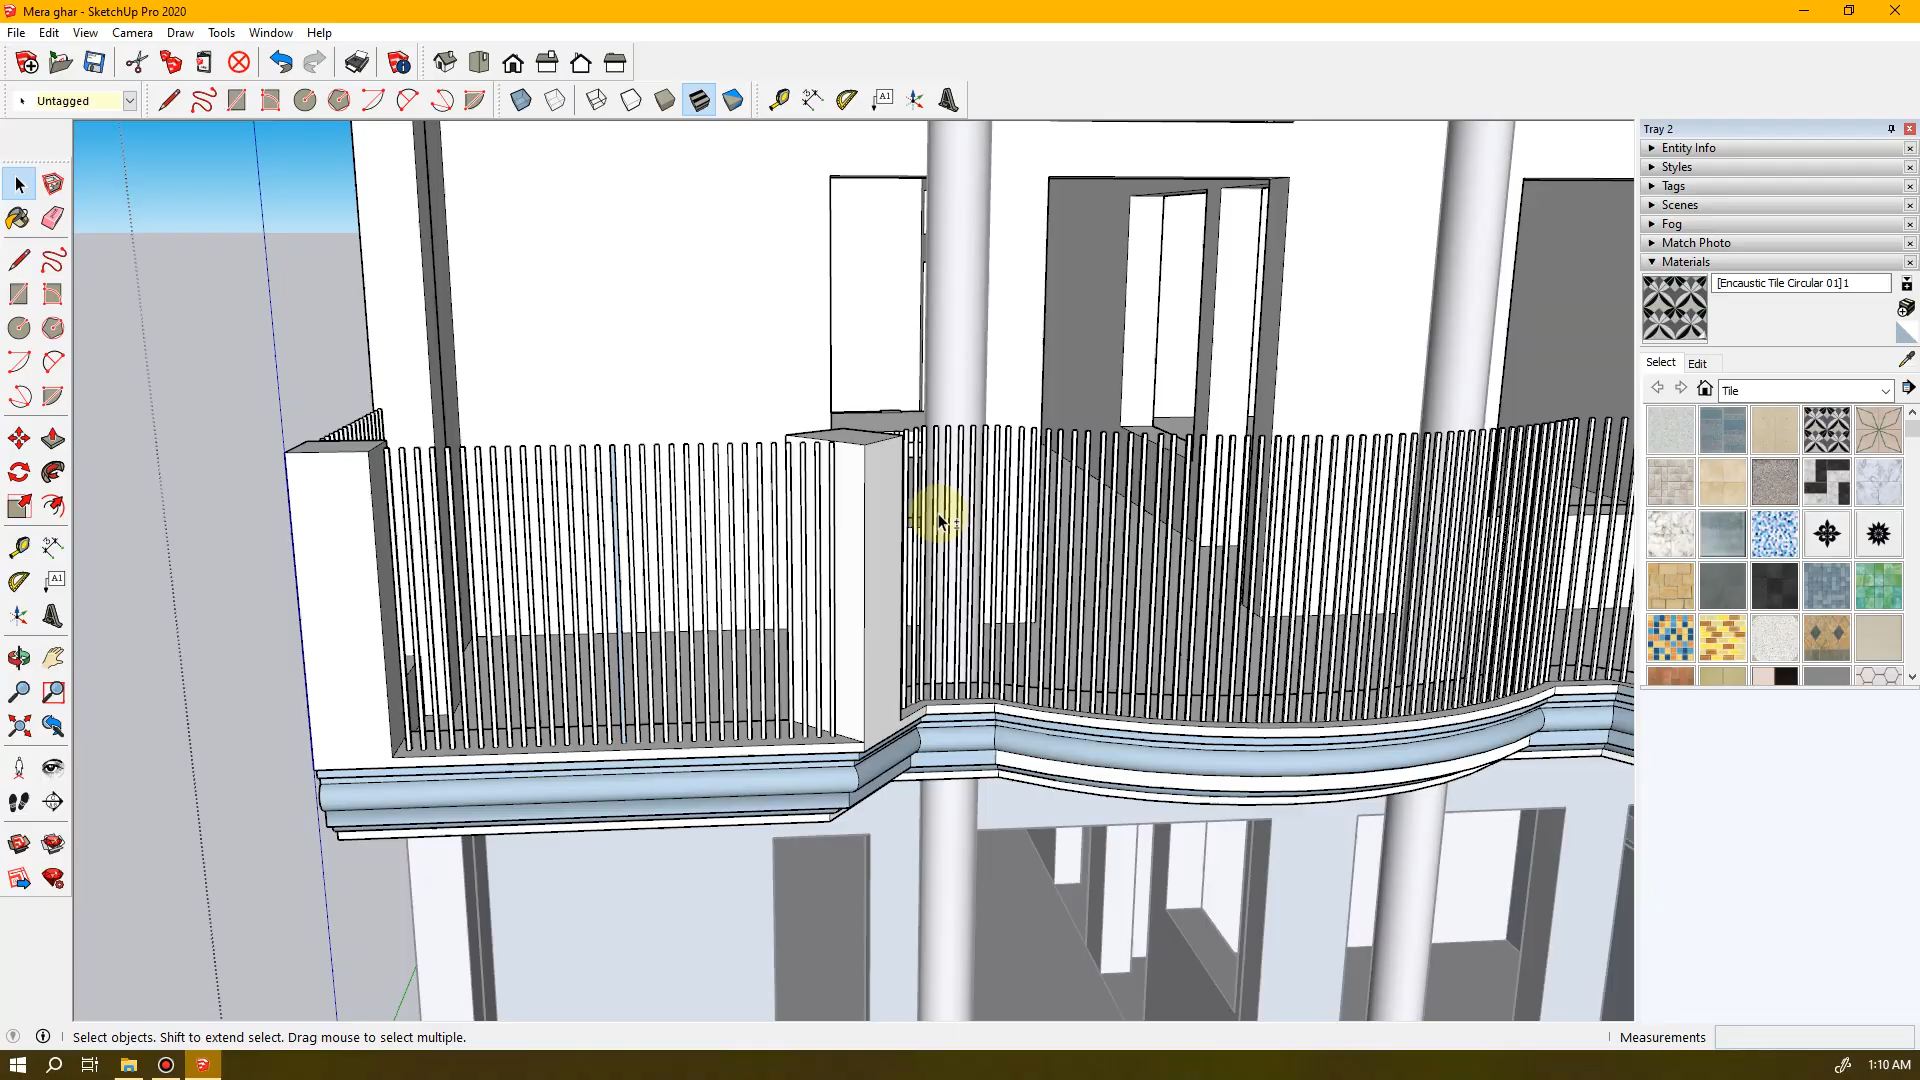 Mera ghar - SketchUp Pro 2020
File Edit View Camera Draw Tools Window Help
Untagged
A1
Tray 2
Entity Info
Styles
Tags
Scenes
Fog
Match Photo
Materials
[Encaustic Tile Circular 01]1
Select Edit
Tile
A1
Select objects. Shift to extend select. Drag mouse to select multiple.
Measurements
1:10 AM